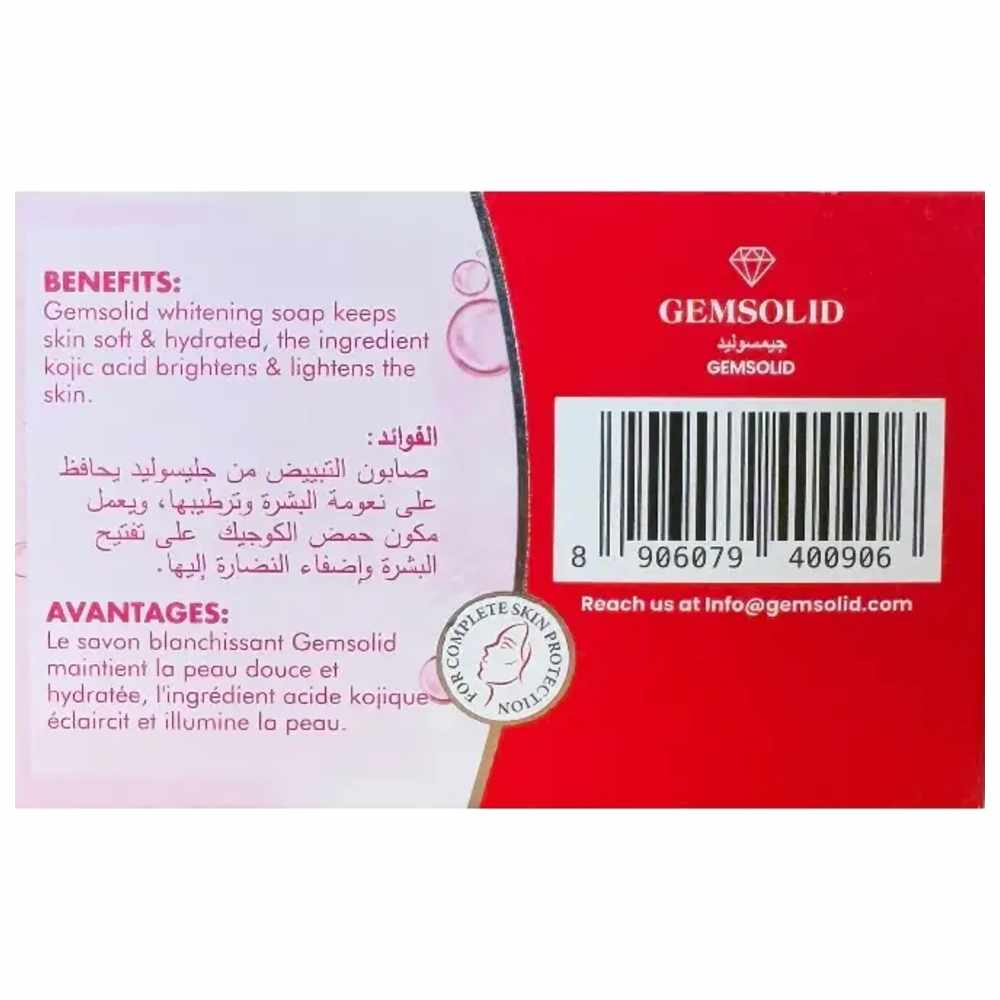 BENEFITS:
Gemsolid whitening soap keeps
skin soft & hydrated, the ingredient
kojic acid brightens & lightens the
skin.
الفوائد:
صابون التبييض من جليسوليد يحافظ
على نعومة البشرة وترطيبها، ويعمل
مكون حمض الكوجيك على تفتيح
البشرة وإضفاء النضارة إليها.
AVANTAGES:
Le savon blanchissant Gemsolid
maintient la peau douce et
hydratée, l'ingrédient acide kojique
éclaircit et illumine la peau.
FOR COMPLETE SKIN PROTECTION
GEMSOLID
جيمسوليد
GEMSOLID
8 906079 400906
Reach us at Info@gemsolid.com